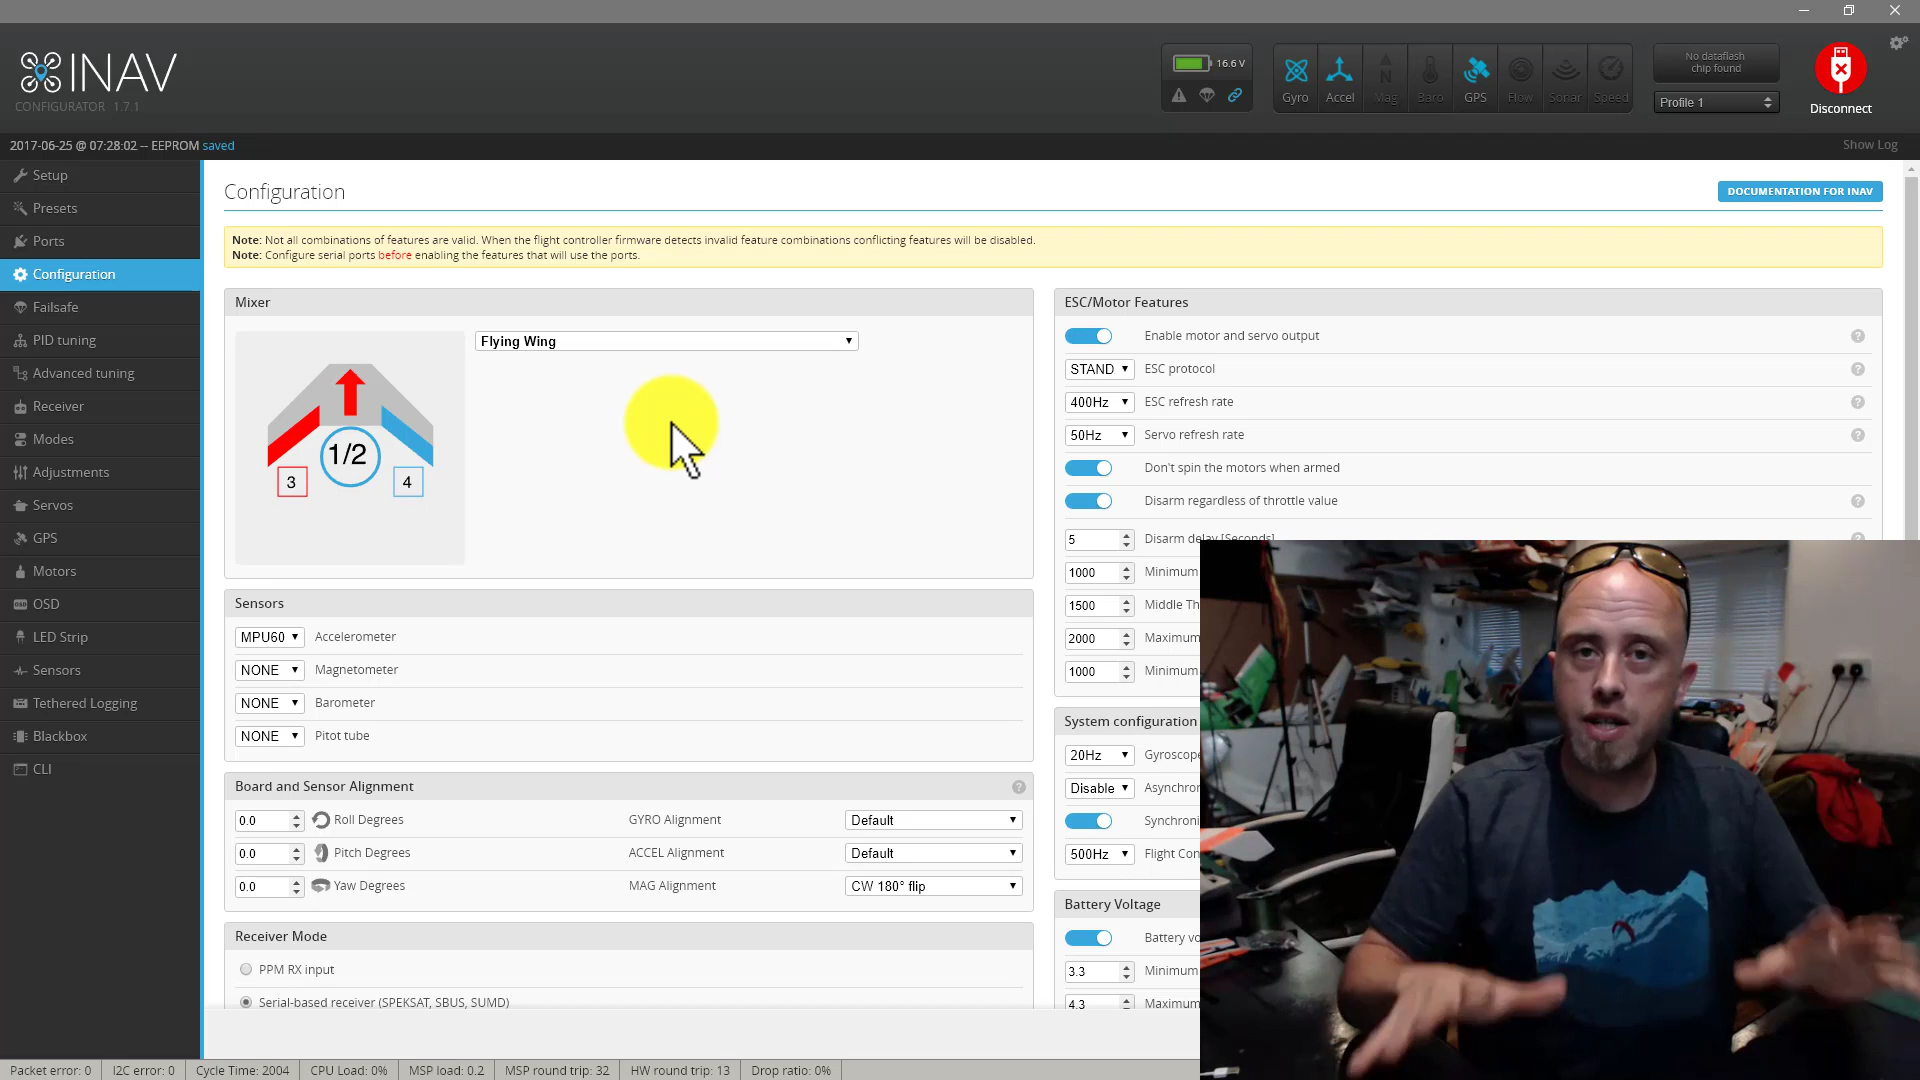 INAV
CONFIGURATOR 1.7.1
16.6 V
Gyro
Accel
Mag
Baro
GPS
Flow
Sonar
Speed
No dataflash
chip found
Profile 1
Disconnect
2017-06-25 @ 07:28:02 -- EEPROM saved
Show Log
Setup
Presets
Ports
Configuration
Failsafe
PID tuning
Advanced tuning
Receiver
Modes
Adjustments
Servos
GPS
Motors
OSD
LED Strip
Sensors
Tethered Logging
Blackbox
CLI
Configuration
DOCUMENTATION FOR INAV
Note: Not all combinations of features are valid. When the flight controller firmware detects invalid feature combinations conflicting features will be disabled.
Note: Configure serial ports before enabling the features that will use the ports.
Mixer
Flying Wing
1/2
3
4
Sensors
MPU60 Accelerometer
NONE Magnetometer
NONE Barometer
NONE Pitot tube
Board and Sensor Alignment
0.0 Roll Degrees GYRO Alignment Default
0.0 Pitch Degrees ACCEL Alignment Default
0.0 Yaw Degrees MAG Alignment CW 180° flip
Receiver Mode
PPM RX input
Serial-based receiver (SPEKSAT, SBUS, SUMD)
ESC/Motor Features
Enable motor and servo output
STAND ESC protocol
400Hz ESC refresh rate
50Hz Servo refresh rate
Don't spin the motors when armed
Disarm regardless of throttle value
5 Disarm delay [Seconds]
1000 Minimum
1500 Middle Th
2000 Maximum
1000 Minimum
System configuration
20Hz Gyroscope
Disable Asynchron
Synchroni
500Hz Flight Con
Battery Voltage
Battery vo
3.3 Minimum
4.3 Maximum
Packet error: 0
I2C error: 0
Cycle Time: 2004
CPU Load: 0%
MSP load: 0.2
MSP round trip: 32
HW round trip: 13
Drop ratio: 0%